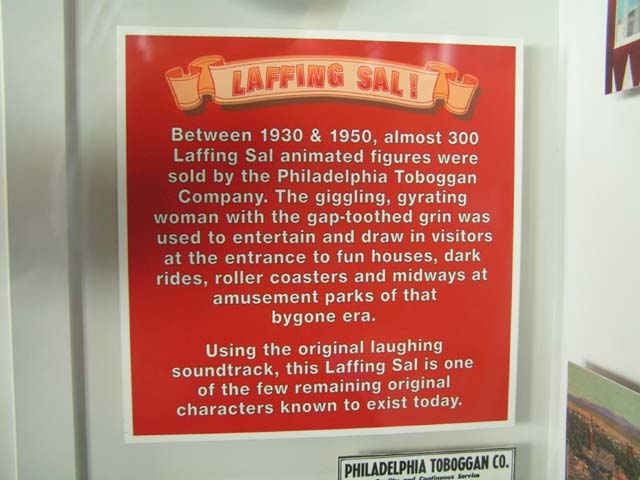 LAFFING SAL!
Between 1930 & 1950, almost 300
Laffing Sal animated figures were
sold by the Philadelphia Toboggan
Company. The giggling, gyrating
woman with the gap-toothed grin was
used to entertain and draw in visitors
at the entrance to fun houses, dark
rides, roller coasters and midways at
amusement parks of that
bygone era.
Using the original laughing
soundtrack, this Laffing Sal is one
of the few remaining original
characters known to exist today.
PHILADELPHIA TOBOGGAN CO.
Quality and Continuous Service